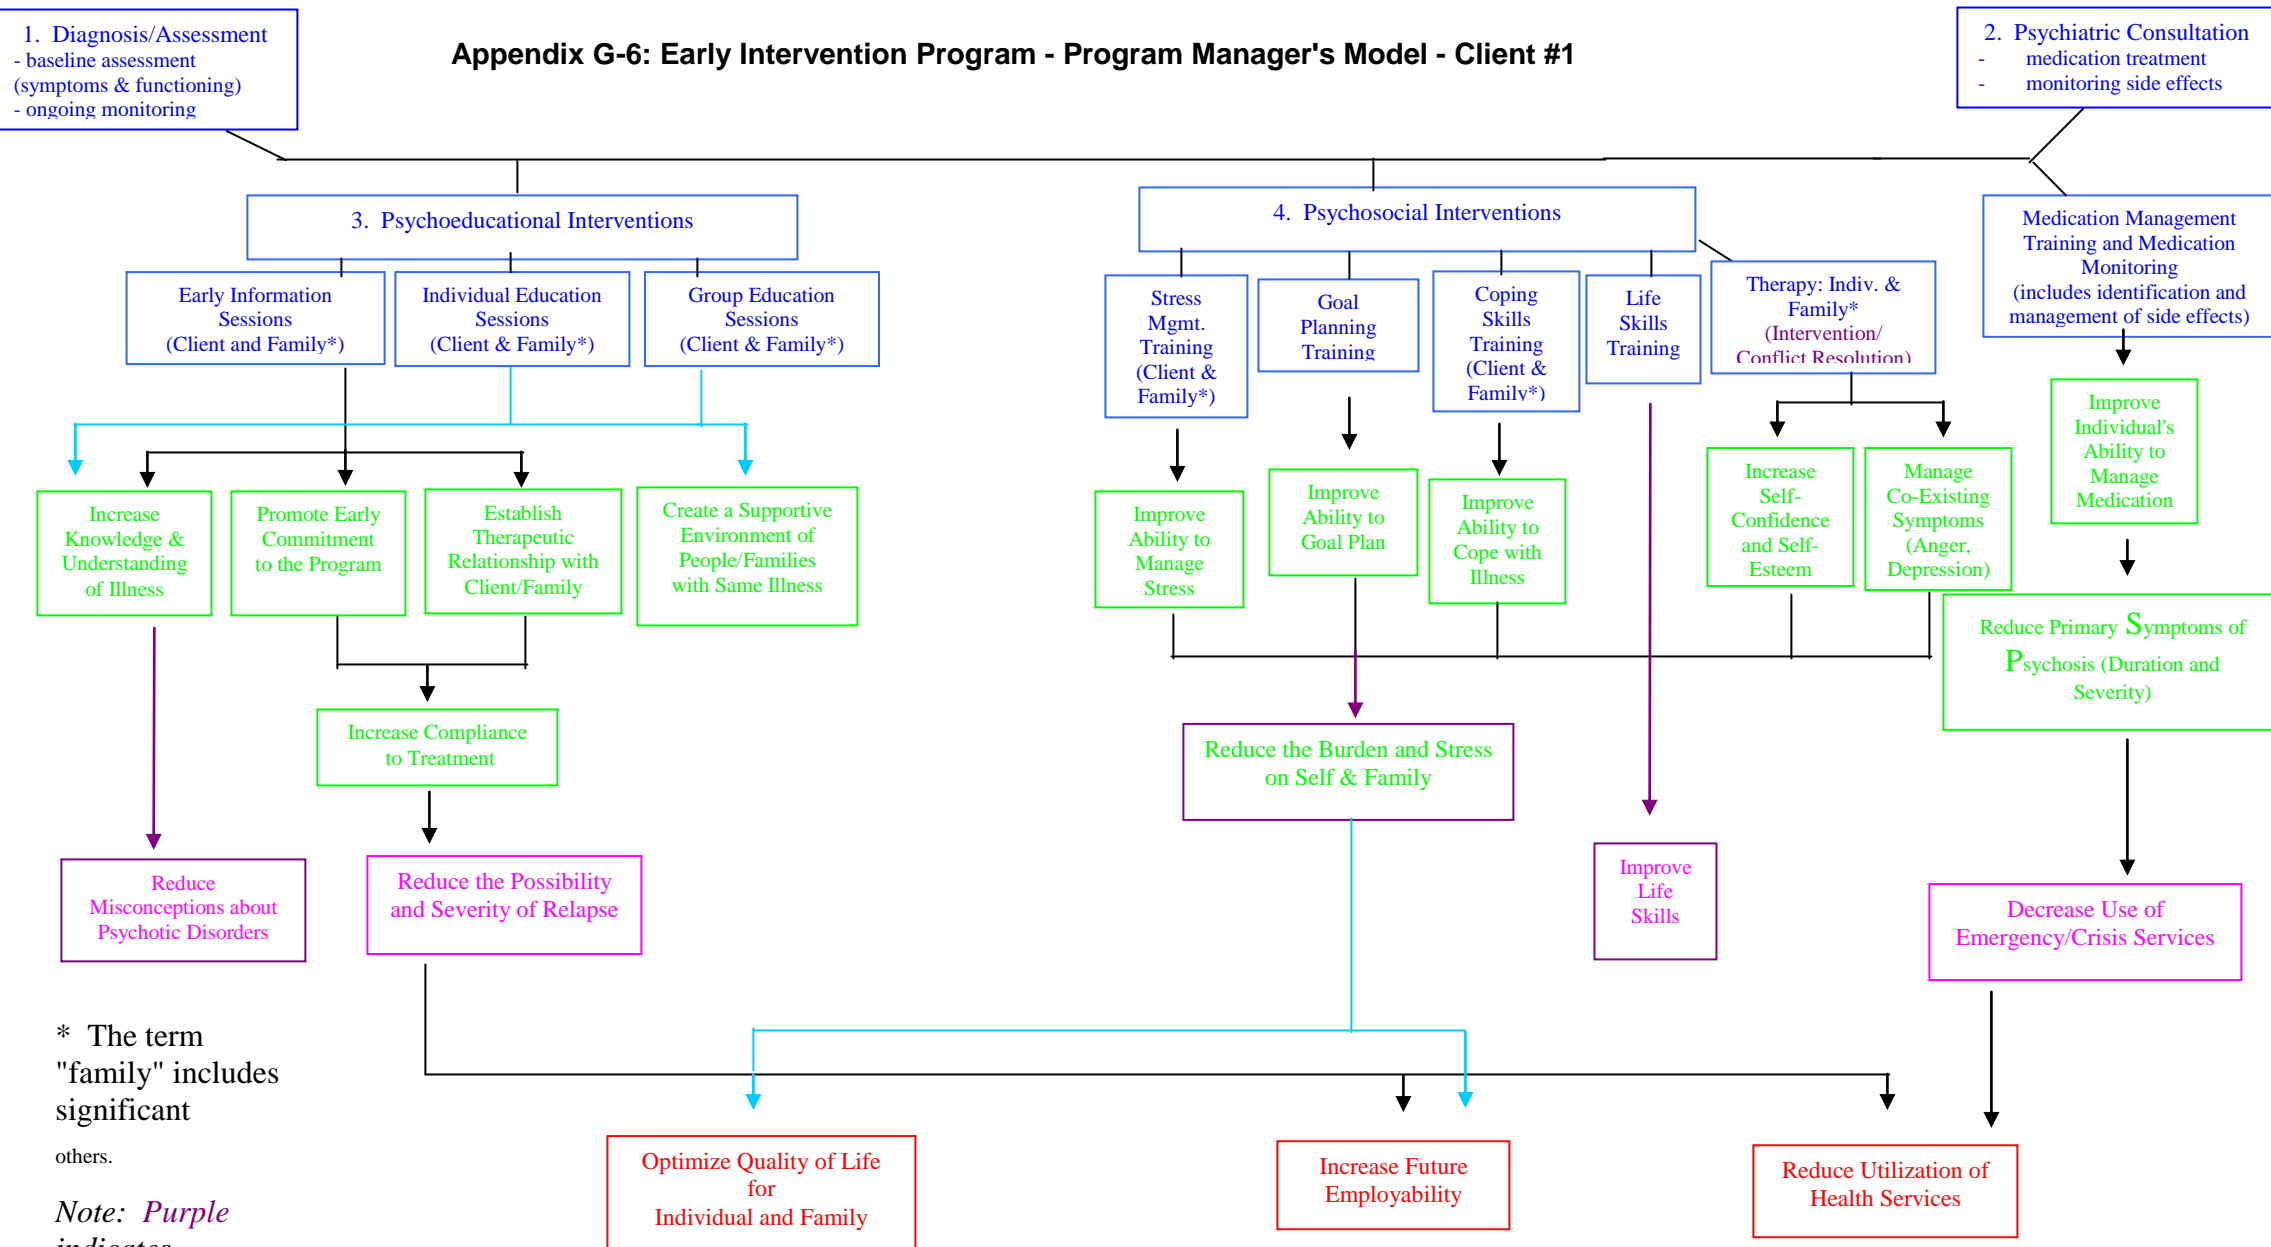 1. Diagnosis/Assessment
- baseline assessment
(symptoms & functioning)
- ongoing monitoring
Appendix G-6: Early Intervention Program - Program Manager's Model - Client #1
2. Psychiatric Consultation
- medication treatment
- monitoring side effects
3. Psychoeducational Interventions
4. Psychosocial Interventions
Medication Management
Training and Medication
Monitoring
(includes identification and
management of side effects)
Early Information
Sessions
(Client and Family*)
Individual Education
Sessions
(Client & Family*)
Group Education
Sessions
(Client & Family*)
Stress
Mgmt.
Training
(Client &
Family*)
Goal
Planning
Training
Coping
Skills
Training
(Client &
Family*)
Life
Skills
Training
Therapy: Indiv. &
Family*
(Intervention/
Conflict Resolution)
Increase
Knowledge &
Understanding
of Illness
Promote Early
Commitment
to the Program
Establish
Therapeutic
Relationship with
Client/Family
Create a Supportive
Environment of
People/Families
with Same Illness
Improve
Ability to
Manage
Stress
Improve
Ability to
Goal Plan
Improve
Ability to
Cope with
Illness
Increase
Self-
Confidence
and Self-
Esteem
Manage
Co-Existing
Symptoms
(Anger,
Depression)
Improve
Individual's
Ability to
Manage
Medication
Reduce Primary Symptoms of
Psychosis (Duration and
Severity)
Increase Compliance
to Treatment
Reduce the Burden and Stress
on Self & Family
Reduce
Misconceptions about
Psychotic Disorders
Reduce the Possibility
and Severity of Relapse
Improve
Life
Skills
Decrease Use of
Emergency/Crisis Services
* The term
"family" includes
significant
others.
Note: Purple
indicates
Optimize Quality of Life
for
Individual and Family
Increase Future
Employability
Reduce Utilization of
Health Services